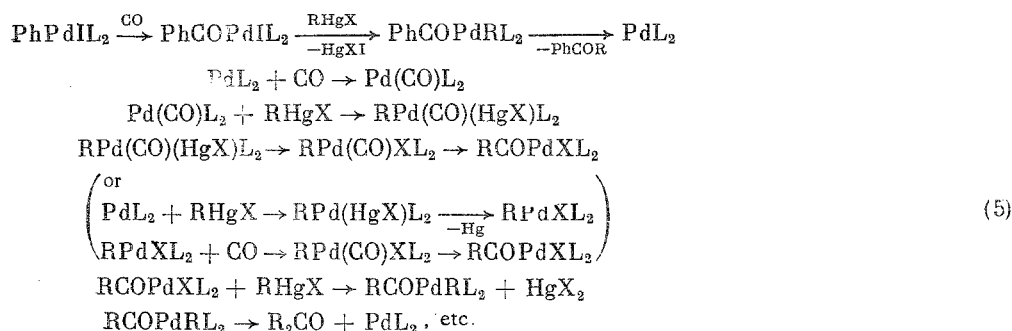 PhPdIL₂ —CO→ PhCOPdIL₂ —RHgX / −HgXI→ PhCOPdRL₂ —−PhCOR→ PdL₂
PdL₂ + CO → Pd(CO)L₂
Pd(CO)L₂ + RHgX → RPd(CO)(HgX)L₂
RPd(CO)(HgX)L₂ → RPd(CO)XL₂ → RCOPdXL₂
or
PdL₂ + RHgX → RPd(HgX)L₂ —−Hg→ RPdXL₂ (5)
RPdXL₂ + CO → RPd(CO)XL₂ → RCOPdXL₂
RCOPdXL₂ + RHgX → RCOPdRL₂ + HgX₂
RCOPdRL₂ → R₂CO + PdL₂, etc.